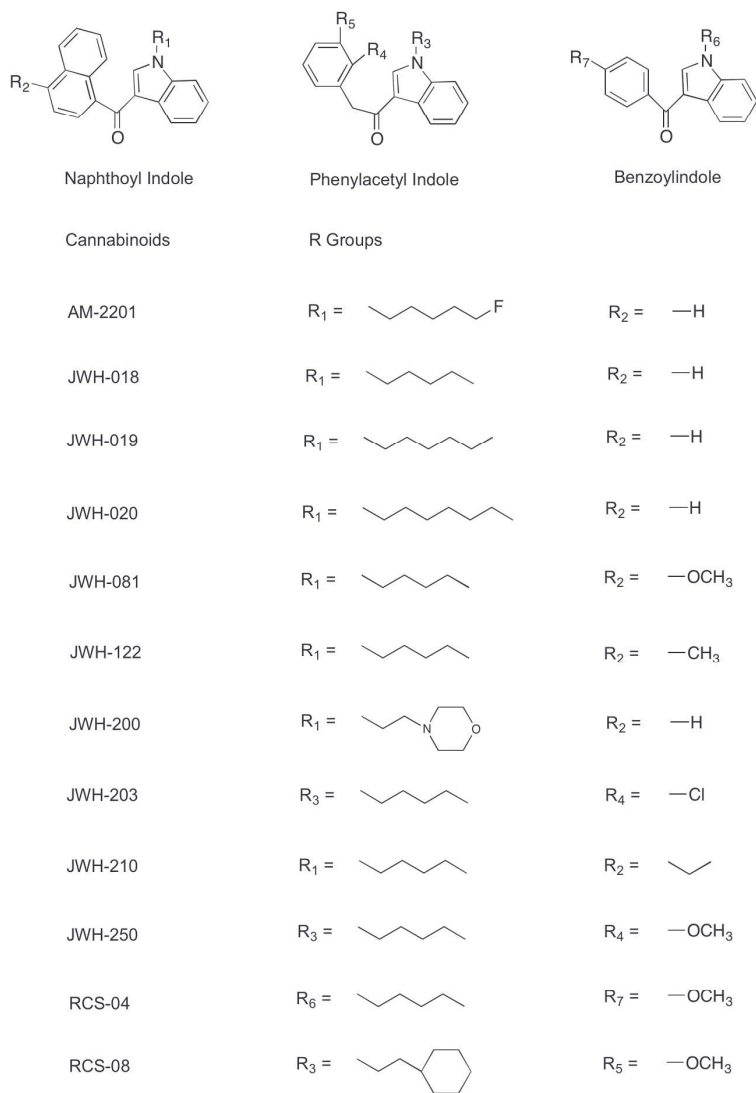 R₁
R₂
N
O
R₅
R₄
R₃
N
O
R₇
R₆
N
O
Naphthoyl Indole
Phenylacetyl Indole
Benzoylindole
Cannabinoids
R Groups
AM-2201 R₁ = F R₂ = —H
JWH-018 R₁ = R₂ = —H
JWH-019 R₁ = R₂ = —H
JWH-020 R₁ = R₂ = —H
JWH-081 R₁ = R₂ = —OCH₃
JWH-122 R₁ = R₂ = —CH₃
JWH-200 R₁ = N O R₂ = —H
JWH-203 R₃ = R₄ = —Cl
JWH-210 R₁ = R₂ =
JWH-250 R₃ = R₄ = —OCH₃
RCS-04 R₆ = R₇ = —OCH₃
RCS-08 R₃ = R₅ = —OCH₃